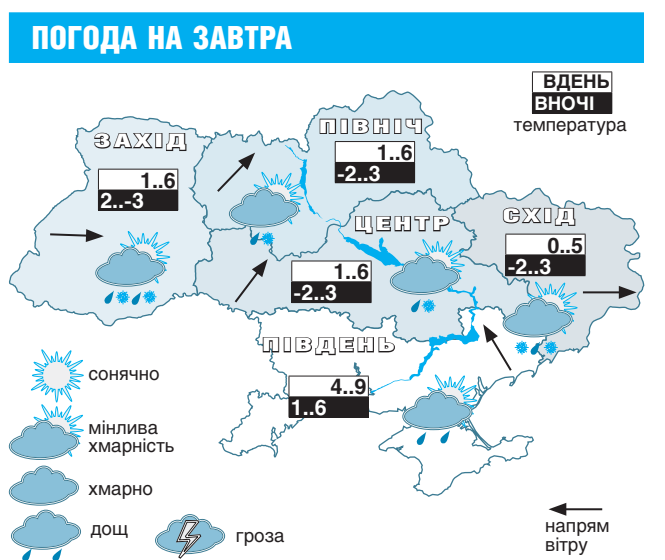 ПОГОДА НА ЗАВТРА
ВДЕНЬ
ВНОЧІ
температура
ЗАХІД
1..6
2..-3
ПІВНІЧ
1..6
-2..3
ЦЕНТР
1..6
-2..3
СХІД
0..5
-2..3
ПІВДЕНЬ
4..9
1..6
сонячно
мінлива
хмарність
хмарно
дощ
гроза
напрям
вітру